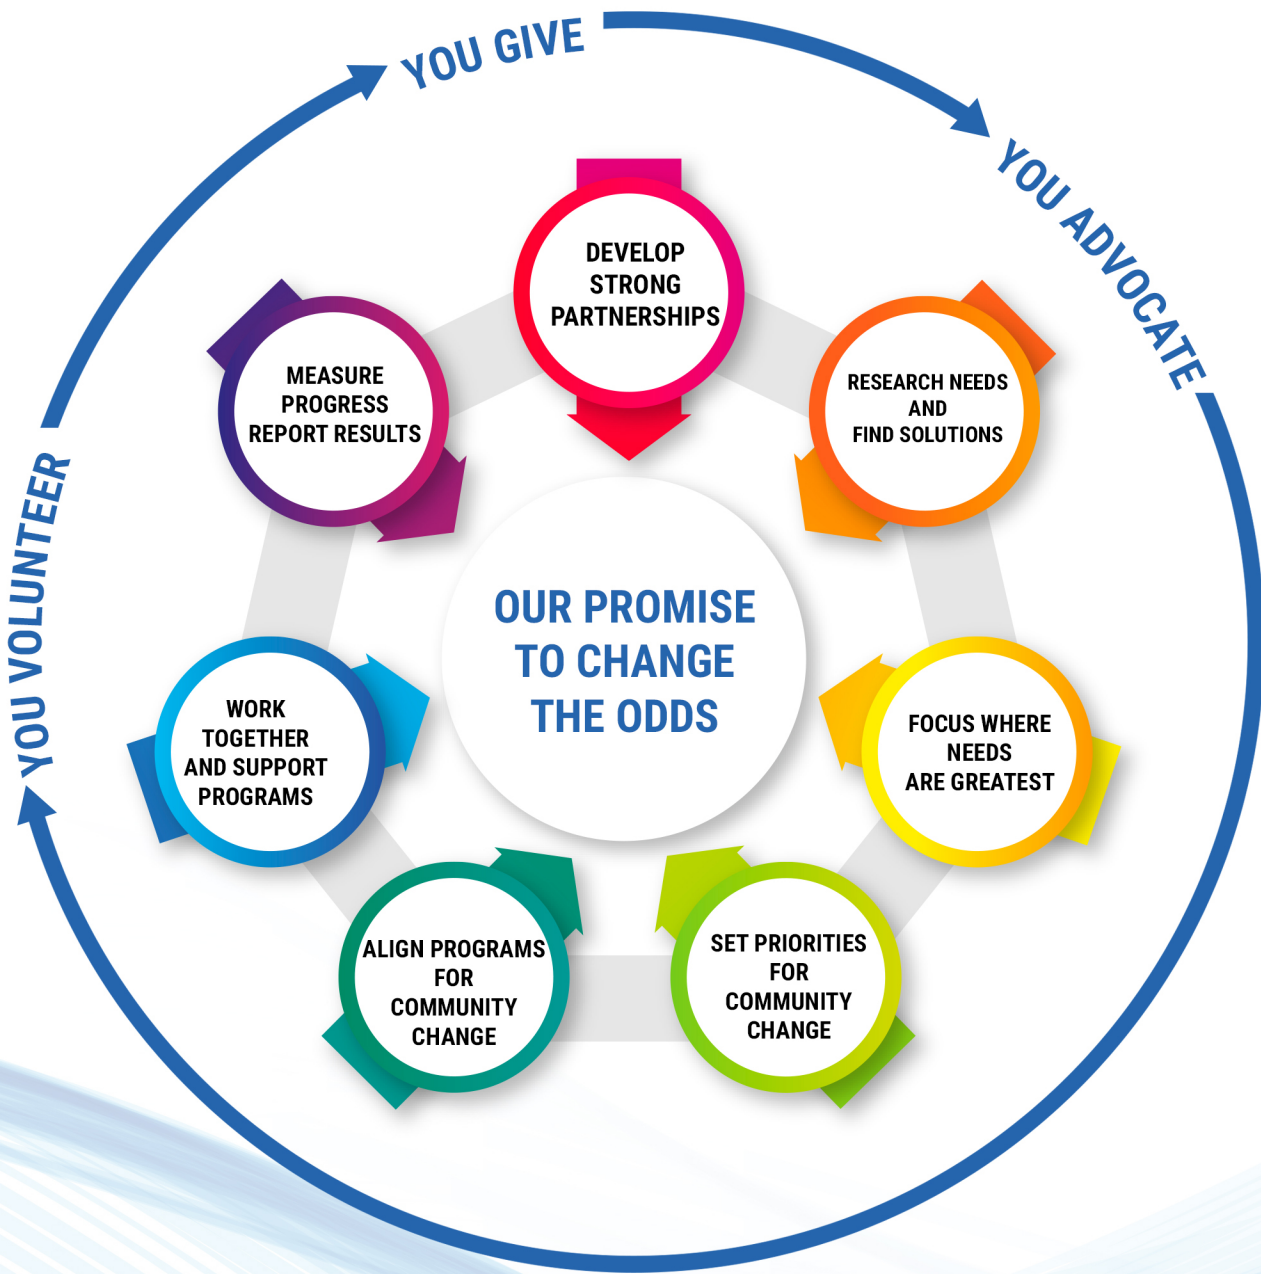 YOU GIVE
YOU ADVOCATE
YOU VOLUNTEER
DEVELOP
STRONG
PARTNERSHIPS
RESEARCH NEEDS
AND
FIND SOLUTIONS
FOCUS WHERE
NEEDS
ARE GREATEST
SET PRIORITIES
FOR
COMMUNITY
CHANGE
ALIGN PROGRAMS
FOR
COMMUNITY
CHANGE
WORK
TOGETHER
AND SUPPORT
PROGRAMS
MEASURE
PROGRESS
REPORT RESULTS
OUR PROMISE
TO CHANGE
THE ODDS